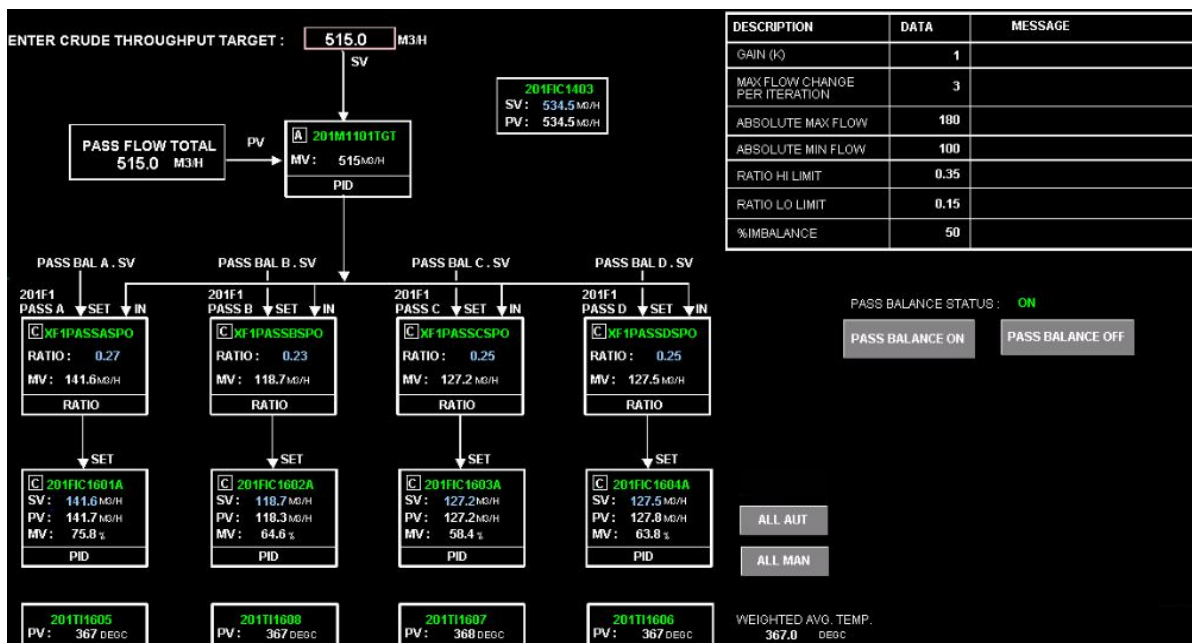 ENTER CRUDE THROUGHPUT TARGET : 515.0 M3/H
SV
201FIC1403
SV : 534.5 M3/H
PV : 534.5 M3/H
PASS FLOW TOTAL
515.0 M3/H
PV
A 201M1101TGT
MV : 515 M3/H
PID
DESCRIPTION DATA MESSAGE
GAIN (K) 1
MAX FLOW CHANGE PER ITERATION 3
ABSOLUTE MAX FLOW 180
ABSOLUTE MIN FLOW 100
RATIO HI LIMIT 0.35
RATIO LO LIMIT 0.15
%IMBALANCE 50
PASS BAL A . SV PASS BAL B . SV PASS BAL C . SV PASS BAL D . SV
201F1 201F1 201F1 201F1
PASS A SET IN PASS B SET IN PASS C SET IN PASS D SET IN
C XF1PASSASPO C XF1PASSBSPO C XF1PASSCSPO C XF1PASSDSPO
RATIO : 0.27 RATIO : 0.23 RATIO : 0.25 RATIO : 0.25
MV : 141.6 M3/H MV : 118.7 M3/H MV : 127.2 M3/H MV : 127.5 M3/H
RATIO RATIO RATIO RATIO
PASS BALANCE STATUS : ON
PASS BALANCE ON PASS BALANCE OFF
SET SET SET SET
C 201FIC1601A C 201FIC1602A C 201FIC1603A C 201FIC1604A
SV : 141.6 M3/H SV : 118.7 M3/H SV : 127.2 M3/H SV : 127.5 M3/H
PV : 141.7 M3/H PV : 118.3 M3/H PV : 127.2 M3/H PV : 127.8 M3/H
MV : 75.8 % MV : 64.6 % MV : 58.4 % MV : 63.8 %
PID PID PID PID
ALL AUT
ALL MAN
201TI1605 201TI1608 201TI1607 201TI1606
PV : 367 DEGC PV : 367 DEGC PV : 368 DEGC PV : 367 DEGC
WEIGHTED AVG. TEMP.
367.0 DEGC